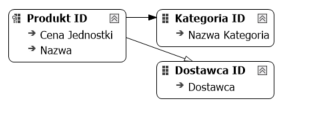 Produkt ID
Cena Jednostki
Nazwa
Kategoria ID
Nazwa Kategoria
Dostawca ID
Dostawca